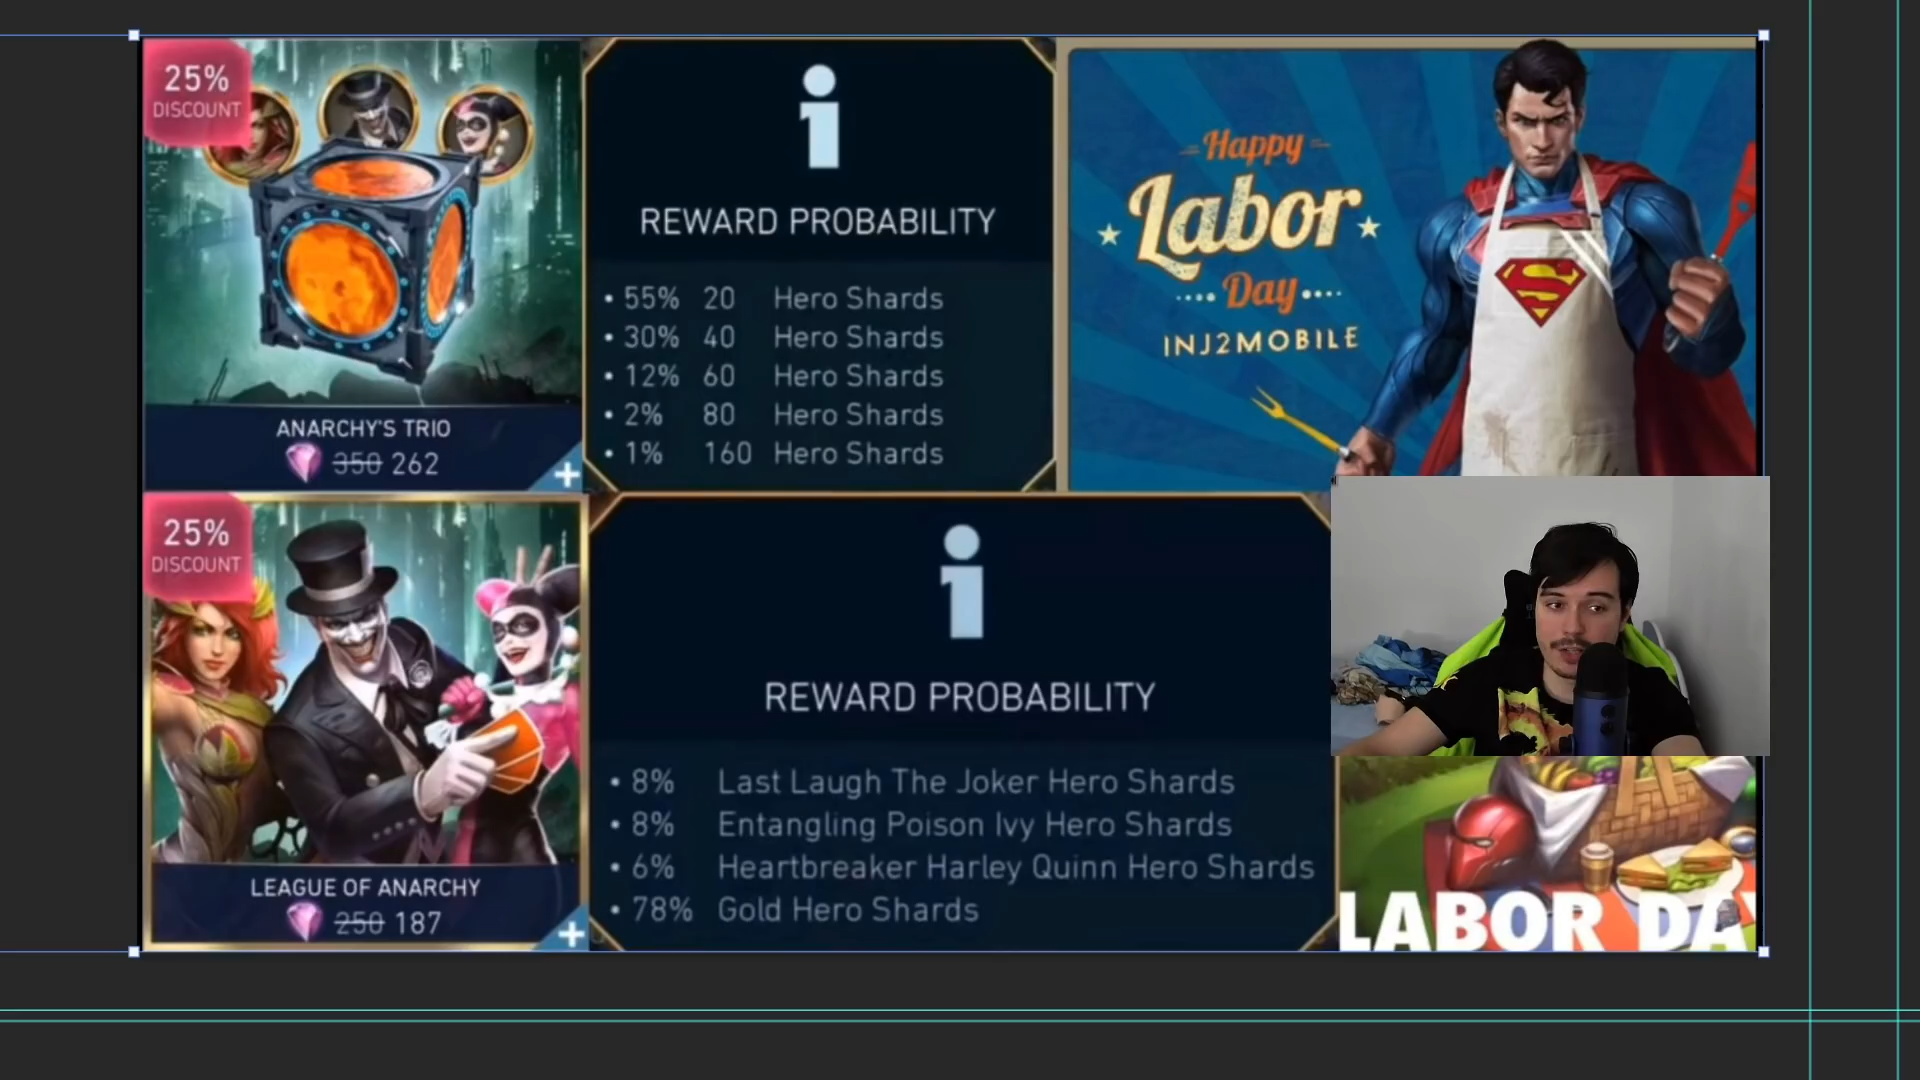 25%
DISCOUNT
ANARCHY'S TRIO
350 262
REWARD PROBABILITY
• 55% 20 Hero Shards
• 30% 40 Hero Shards
• 12% 60 Hero Shards
• 2% 80 Hero Shards
• 1% 160 Hero Shards
Happy
Labor
Day
INJ2MOBILE
25%
DISCOUNT
LEAGUE OF ANARCHY
250 187
REWARD PROBABILITY
• 8% Last Laugh The Joker Hero Shards
• 8% Entangling Poison Ivy Hero Shards
• 6% Heartbreaker Harley Quinn Hero Shards
• 78% Gold Hero Shards
LABOR DAY